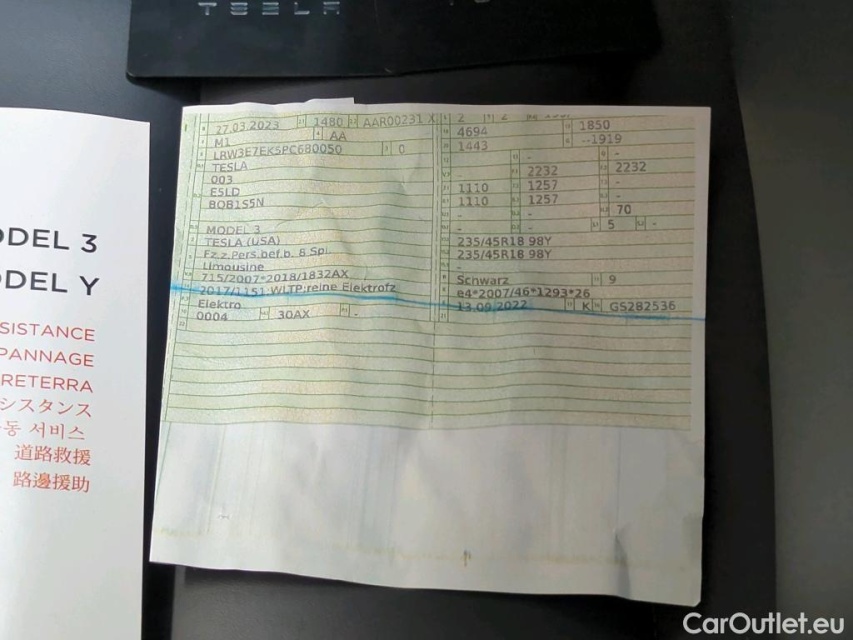 TESLA
ODEL 3
ODEL Y
SISTANCE
PANNAGE
RETERRA
シスタンス
동 서비스
道路救援
路邊援助
27.03.2023 1480 AAR00231 X
M1 AA
LRW3E7EK5PC680050 0
TESLA
003
E5LD
B0B1S5N
MODEL 3
TESLA (USA)
Fz.z.Pers.bef.b. 8 Spl.
Limousine
715/2007*2018/1832AX
2017/1151;WLTP;reine Elektrofz
Elektro
0004 30AX -
4694 1850
1443 --1919
- -
- 2232 2232
1110 1257 -
1110 1257 -
- - 70
- - 5 -
235/45R18 98Y
235/45R18 98Y
-
Schwarz 9
e4*2007/46*1293*26
13.09.2022 K GS282536
CarOutlet.eu